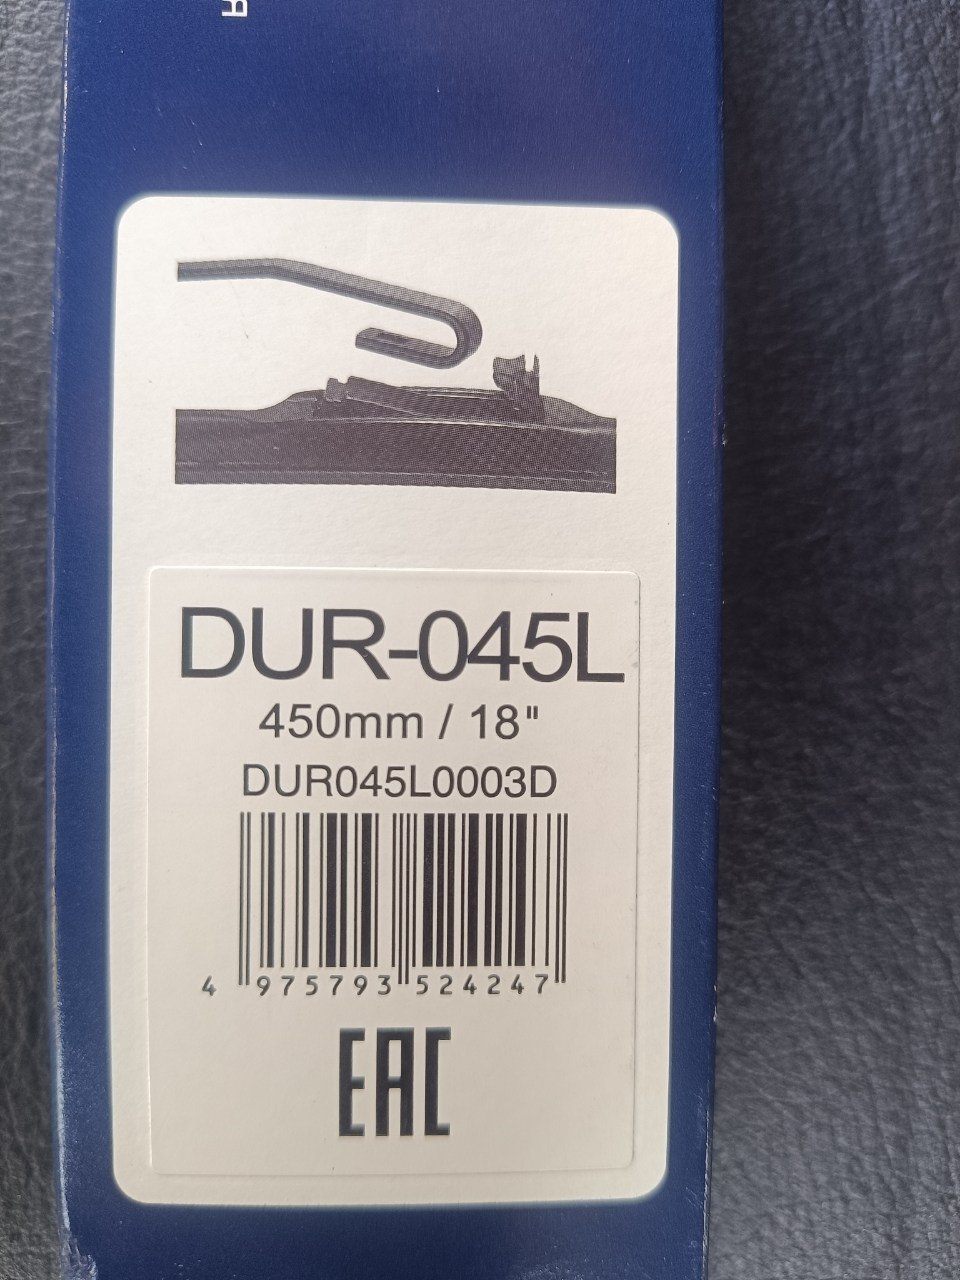 DUR-045L
450mm / 18"
DUR045L0003D
4 975793 524247
EAC